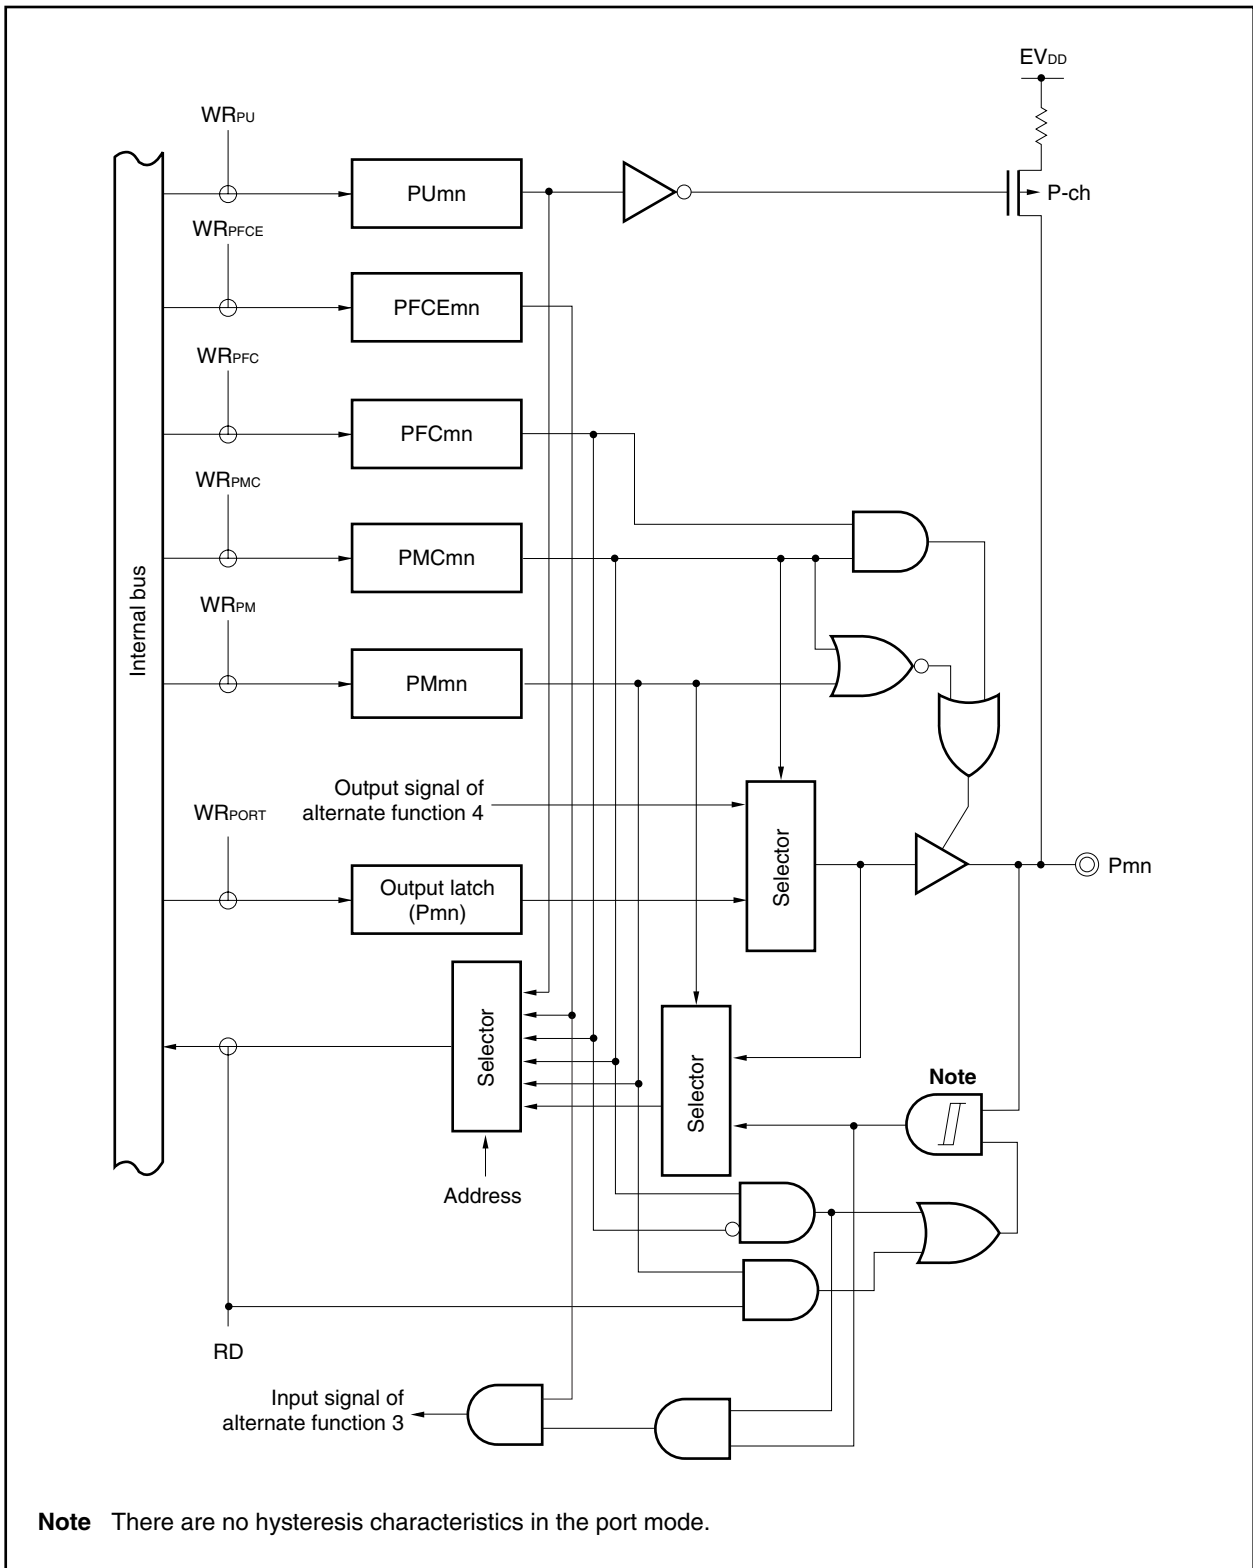 EVDD
WRPU
PUmn
P-ch
WRPFCE
PFCEmn
WRPFC
PFCmn
WRPMC
PMCmn
Internal bus
WRPM
PMmn
Output signal of
alternate function 4
WRPORT
Output latch
(Pmn)
Selector
Pmn
Selector
Selector
Note
Address
RD
Input signal of
alternate function 3
Note There are no hysteresis characteristics in the port mode.